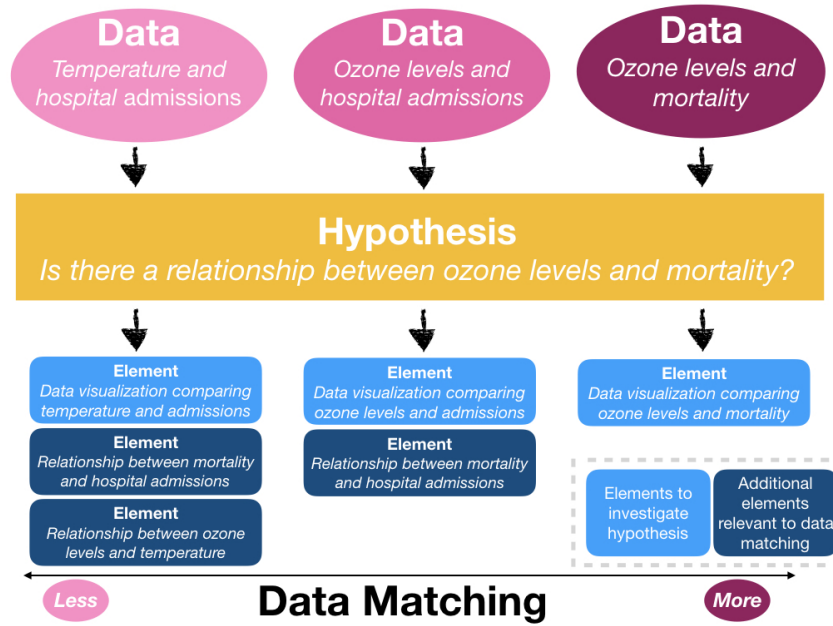 Data
Temperature and
hospital admissions
Data
Ozone levels and
hospital admissions
Data
Ozone levels and
mortality
Hypothesis
Is there a relationship between ozone levels and mortality?
Element
Data visualization comparing
temperature and admissions
Element
Relationship between mortality
and hospital admissions
Element
Relationship between ozone
levels and temperature
Element
Data visualization comparing
ozone levels and admissions
Element
Relationship between mortality
and hospital admissions
Element
Data visualization comparing
ozone levels and mortality
Elements to
investigate
hypothesis
Additional
elements
relevant to data
matching
Less
Data Matching
More